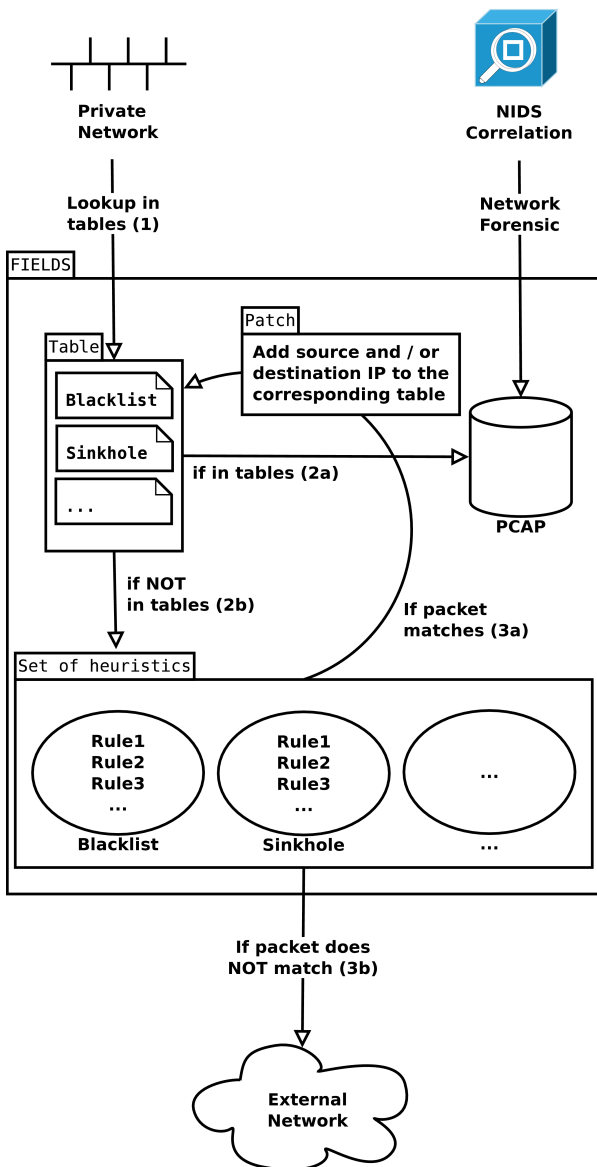 Private
Network
NIDS
Correlation
Lookup in
tables (1)
Network
Forensic
FIELDS
Patch
Table
Add source and / or
destination IP to the
corresponding table
Blacklist
Sinkhole
...
if in tables (2a)
PCAP
if NOT
in tables (2b)
If packet
matches (3a)
Set of heuristics
Rule1
Rule2
Rule3
...
Blacklist
Rule1
Rule2
Rule3
...
Sinkhole
...
...
If packet does
NOT match (3b)
External
Network